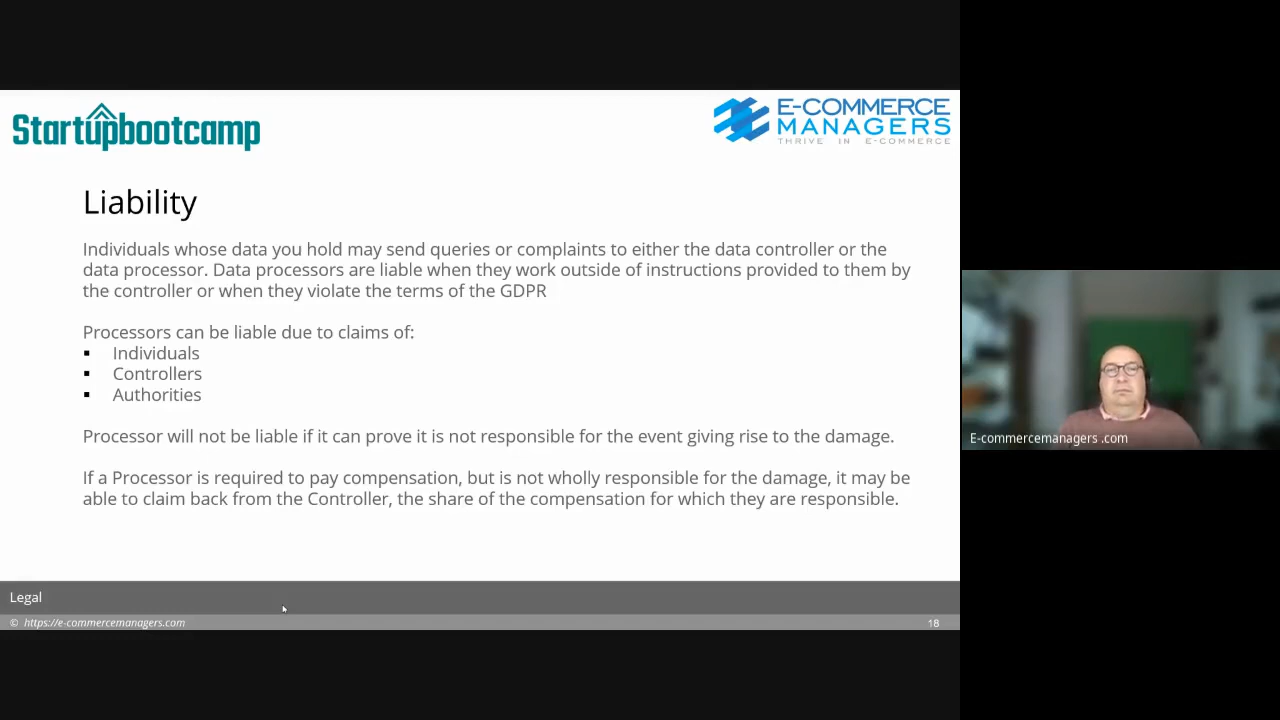 Startupbootcamp
E-COMMERCE
MANAGERS
THRIVE IN E-COMMERCE
Liability
Individuals whose data you hold may send queries or complaints to either the data controller or the
data processor. Data processors are liable when they work outside of instructions provided to them by
the controller or when they violate the terms of the GDPR
Processors can be liable due to claims of:
▪ Individuals
▪ Controllers
▪ Authorities
Processor will not be liable if it can prove it is not responsible for the event giving rise to the damage.
If a Processor is required to pay compensation, but is not wholly responsible for the damage, it may be
able to claim back from the Controller, the share of the compensation for which they are responsible.
E-commercemanagers .com
Legal
© https://e-commercemanagers.com
18